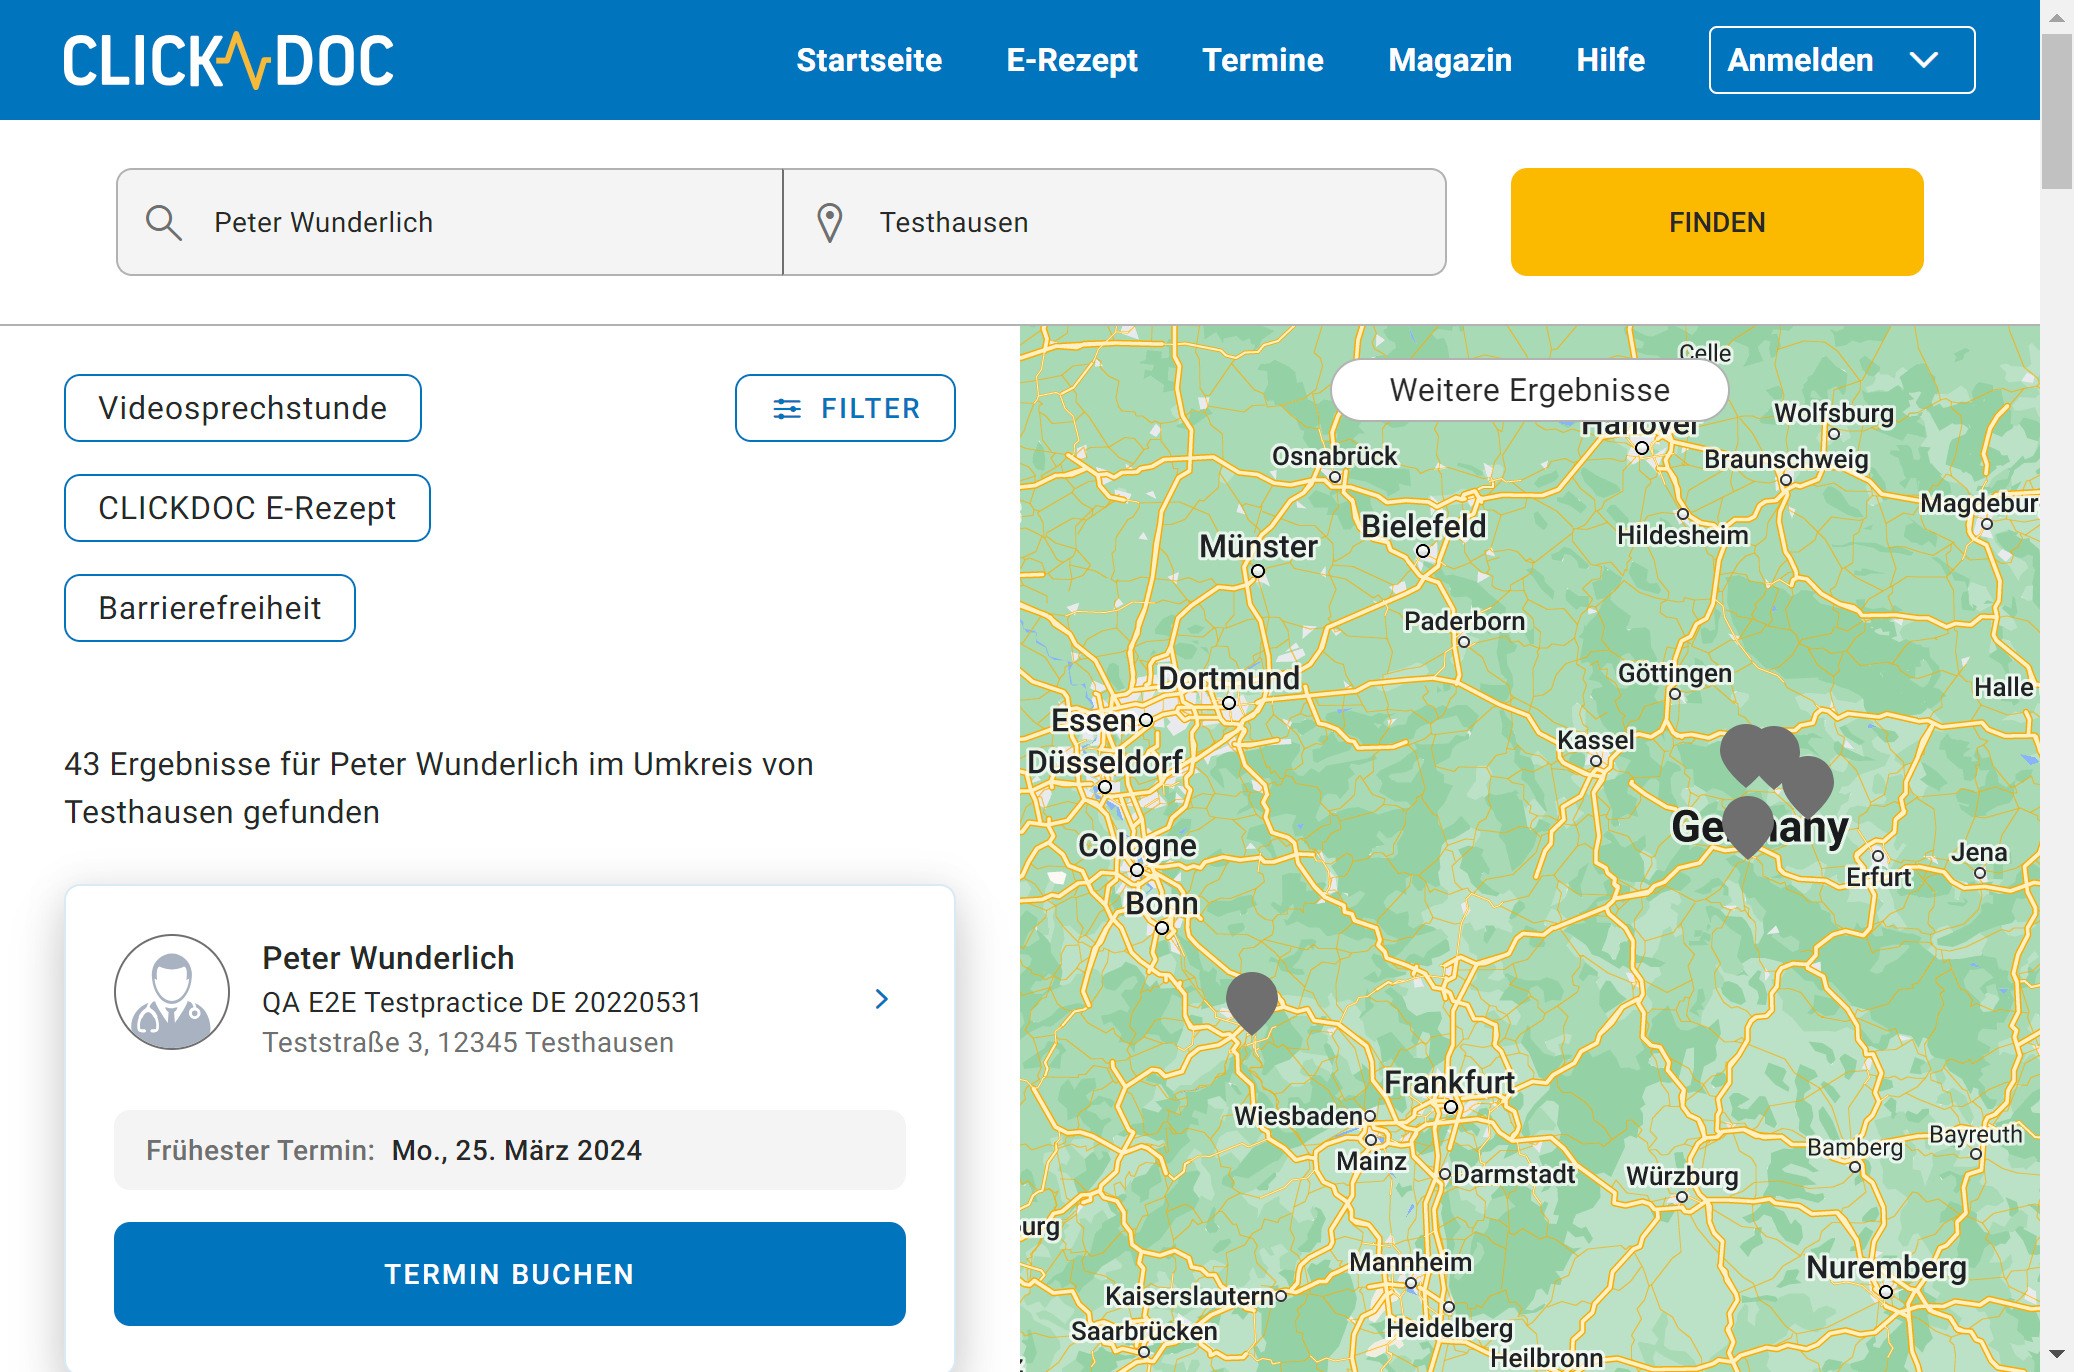 CLICKDOC
Startseite
E-Rezept
Termine
Magazin
Hilfe
Anmelden
Peter Wunderlich
Testhausen
FINDEN
Videosprechstunde
FILTER
CLICKDOC E-Rezept
Barrierefreiheit
43 Ergebnisse für Peter Wunderlich im Umkreis von
Testhausen gefunden
Peter Wunderlich
QA E2E Testpractice DE 20220531
Teststraße 3, 12345 Testhausen
Frühester Termin: Mo., 25. März 2024
TERMIN BUCHEN
Celle
Weitere Ergebnisse
Wolfsburg
Hanover
Osnabrück
Braunschweig
Magdebur
Bielefeld
Hildesheim
Münster
Paderborn
Göttingen
Dortmund
Halle
Essen
Kassel
Düsseldorf
Germany
Cologne
Jena
Erfurt
Bonn
Frankfurt
Wiesbaden
Bayreuth
Bamberg
Mainz
Darmstadt
Würzburg
urg
Mannheim
Nuremberg
Kaiserslautern
Saarbrücken
Heidelberg
Heilbronn